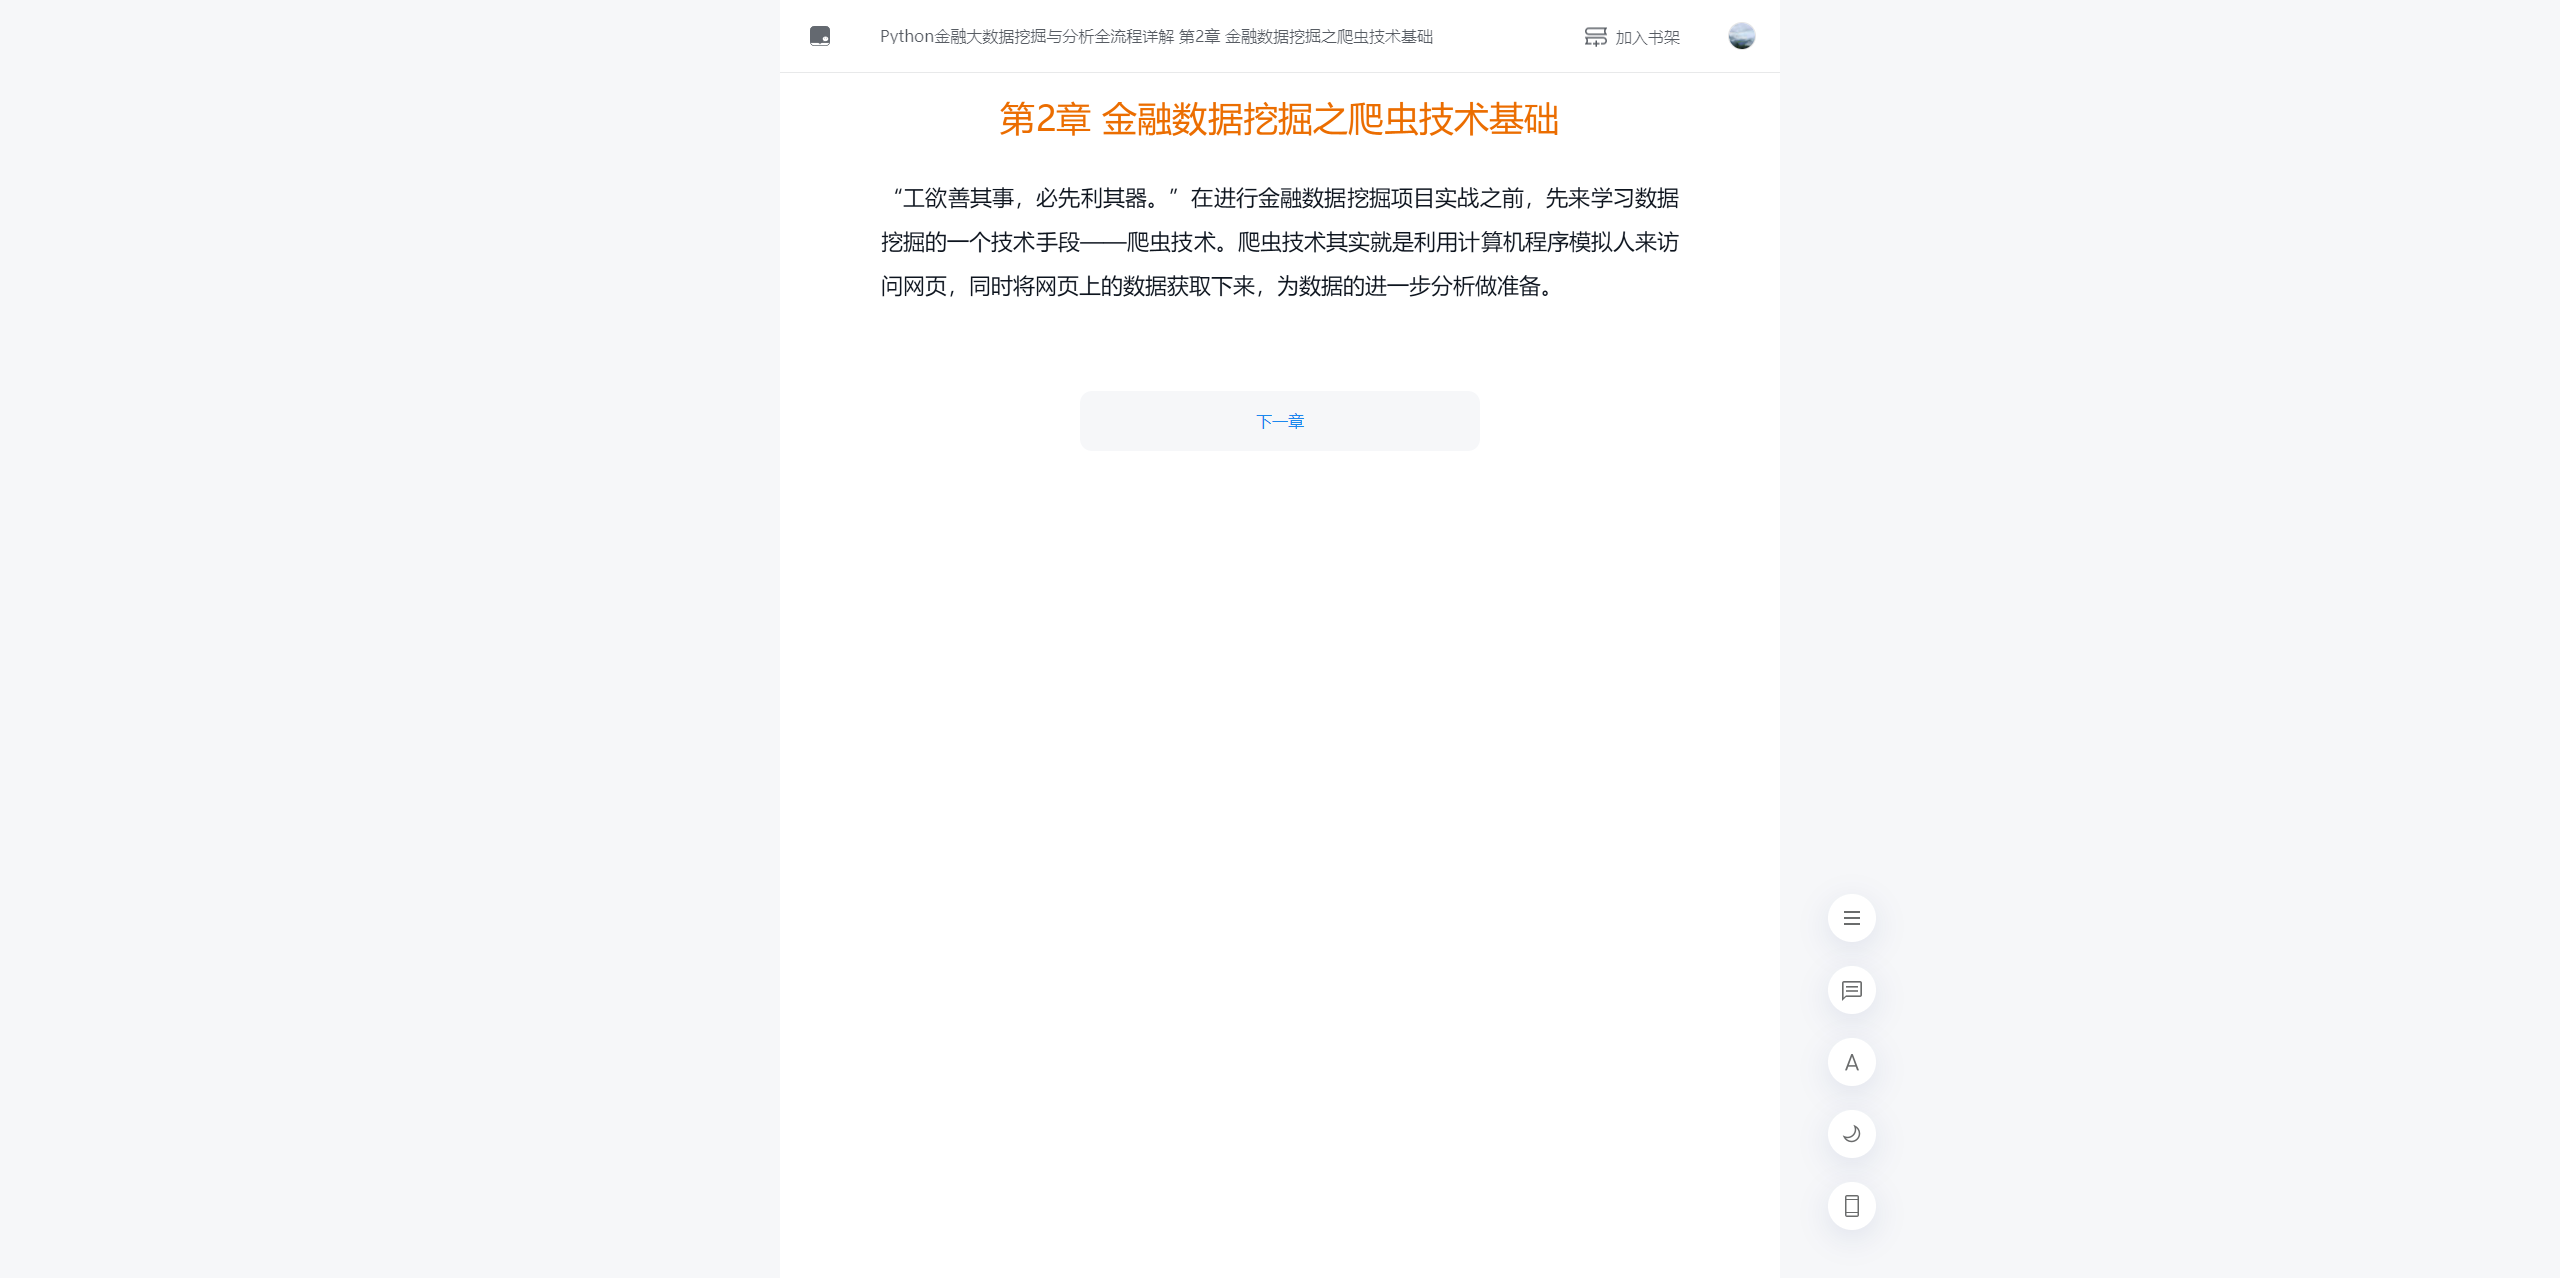 Python金融大数据挖掘与分析全流程详解 第2章 金融数据挖掘之爬虫技术基础
加入书架
第2章 金融数据挖掘之爬虫技术基础
“工欲善其事，必先利其器。”在进行金融数据挖掘项目实战之前，先来学习数据
挖掘的一个技术手段——爬虫技术。爬虫技术其实就是利用计算机程序模拟人来访
问网页，同时将网页上的数据获取下来，为数据的进一步分析做准备。
下一章
A